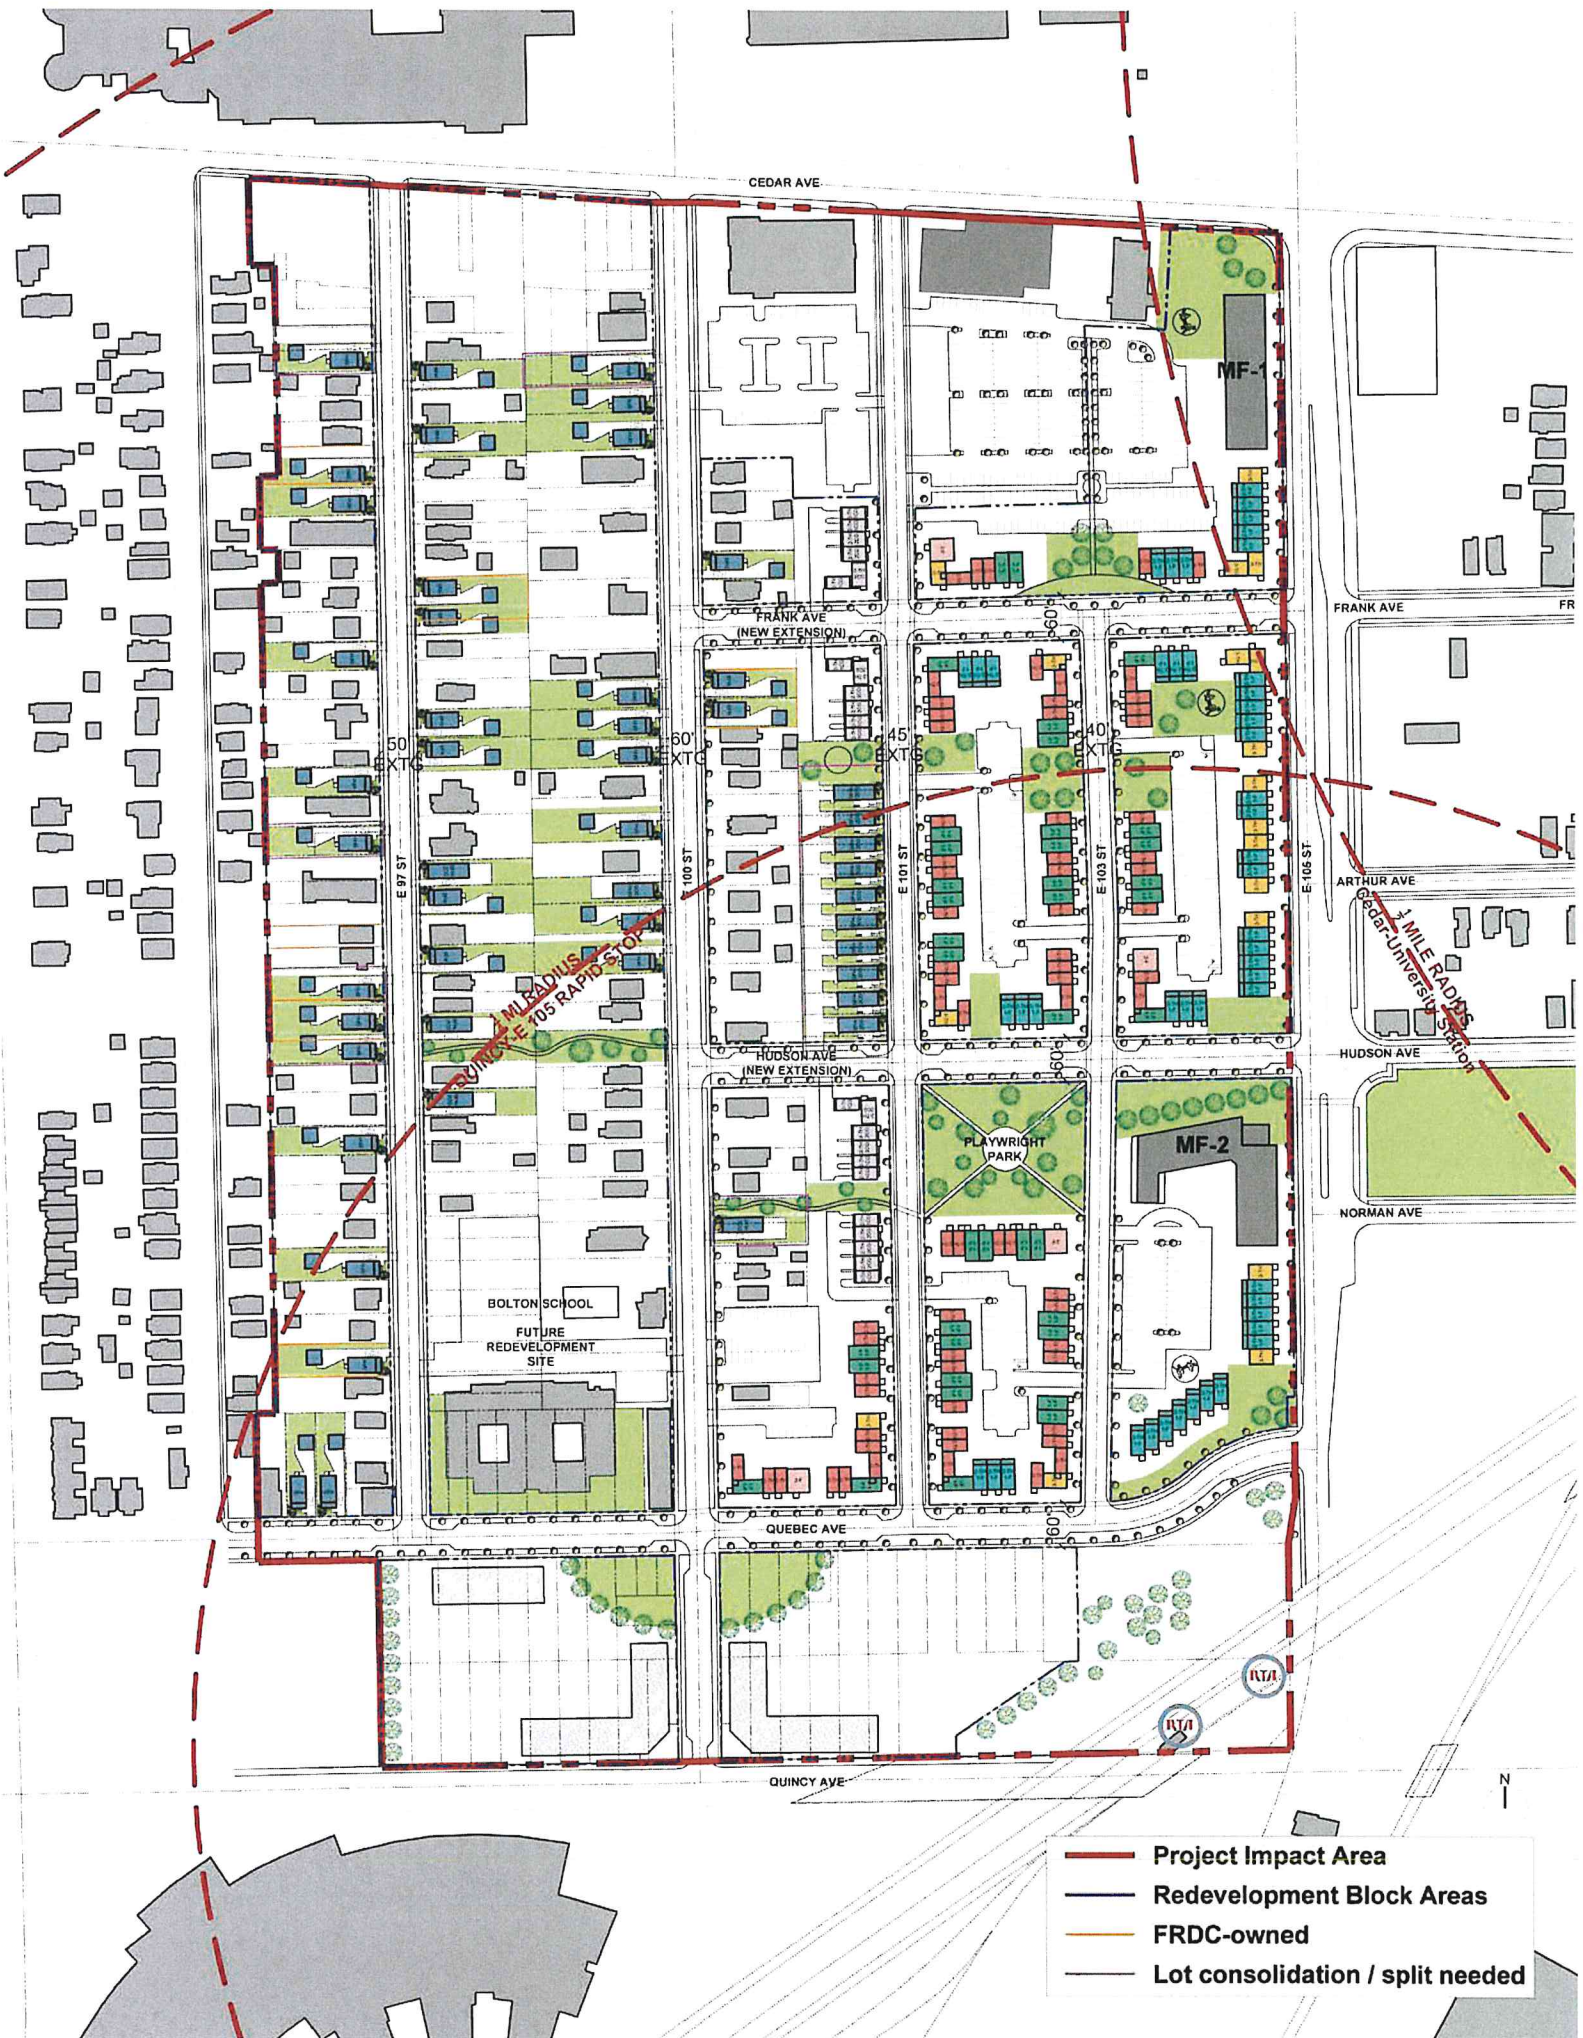 CEDAR AVE
MF-1
FRANK AVE
FRANK AVE
(NEW EXTENSION)
FR
60'
50'
EXTG
60'
EXTG
45'
EXTG
40'
EXTG
E 97 ST
E 100 ST
E 101 ST
E 103 ST
E 105 ST
ARTHUR AVE
MILE RADIUS
Cedar-University Station
MI RADIUS
QUINCY-E 105 RAPID STOP
HUDSON AVE
(NEW EXTENSION)
60'
HUDSON AVE
PLAYWRIGHT
PARK
MF-2
NORMAN AVE
BOLTON SCHOOL
FUTURE
REDEVELOPMENT
SITE
QUEBEC AVE
60'
RTA
RTA
QUINCY AVE
N
Project Impact Area
Redevelopment Block Areas
FRDC-owned
Lot consolidation / split needed